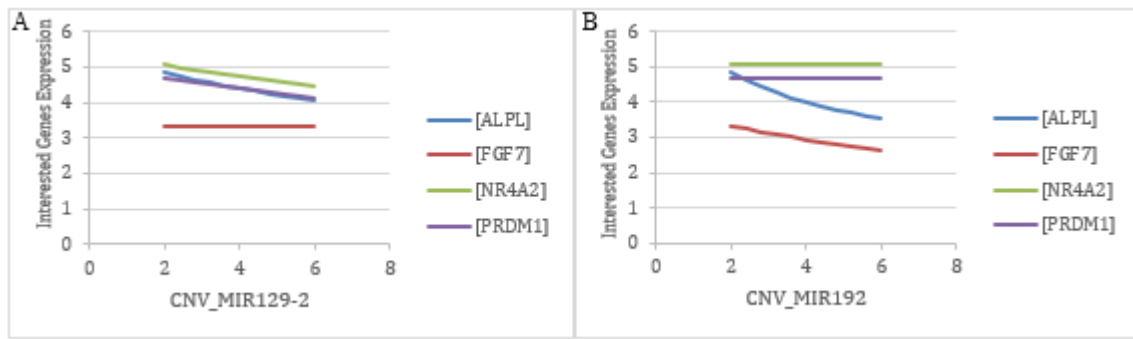 A
Interested Genes Expression
6
5
4
3
2
1
0
0 2 4 6 8
CNV_MIR129-2
[ALPL]
[FGF7]
[NR4A2]
[PRDM1]
B
Interested Genes Expression
6
5
4
3
2
1
0
0 2 4 6 8
CNV_MIR192
[ALPL]
[FGF7]
[NR4A2]
[PRDM1]